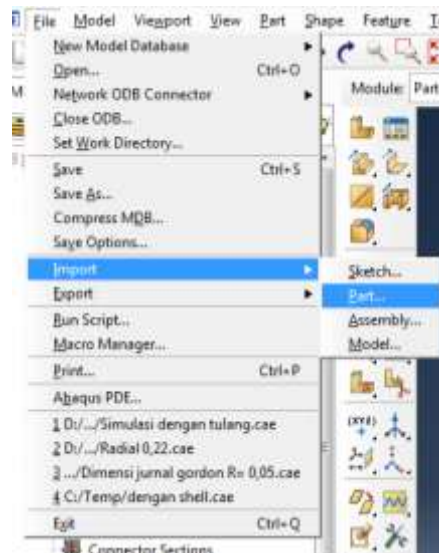 File Model Viewport View Part Shape Feature
New Model Database
Open... Ctrl+O
Network ODB Connector
Close ODB...
Set Work Directory...
Save Ctrl+S
Save As...
Compress MDB...
Save Options...
Import
Export
Run Script...
Macro Manager...
Print... Ctrl+P
Abaqus PDE...
1 D:/.../Simulasi dengan tulang.cae
2 D:/.../Radial 0,22.cae
3 .../Dimensi jurnal gordon R= 0,05.cae
4 C:/Temp/dengan shell.cae
Exit Ctrl+Q
Connector Sections
Module: Part
Sketch...
Part...
Assembly...
Model...
(XYZ)